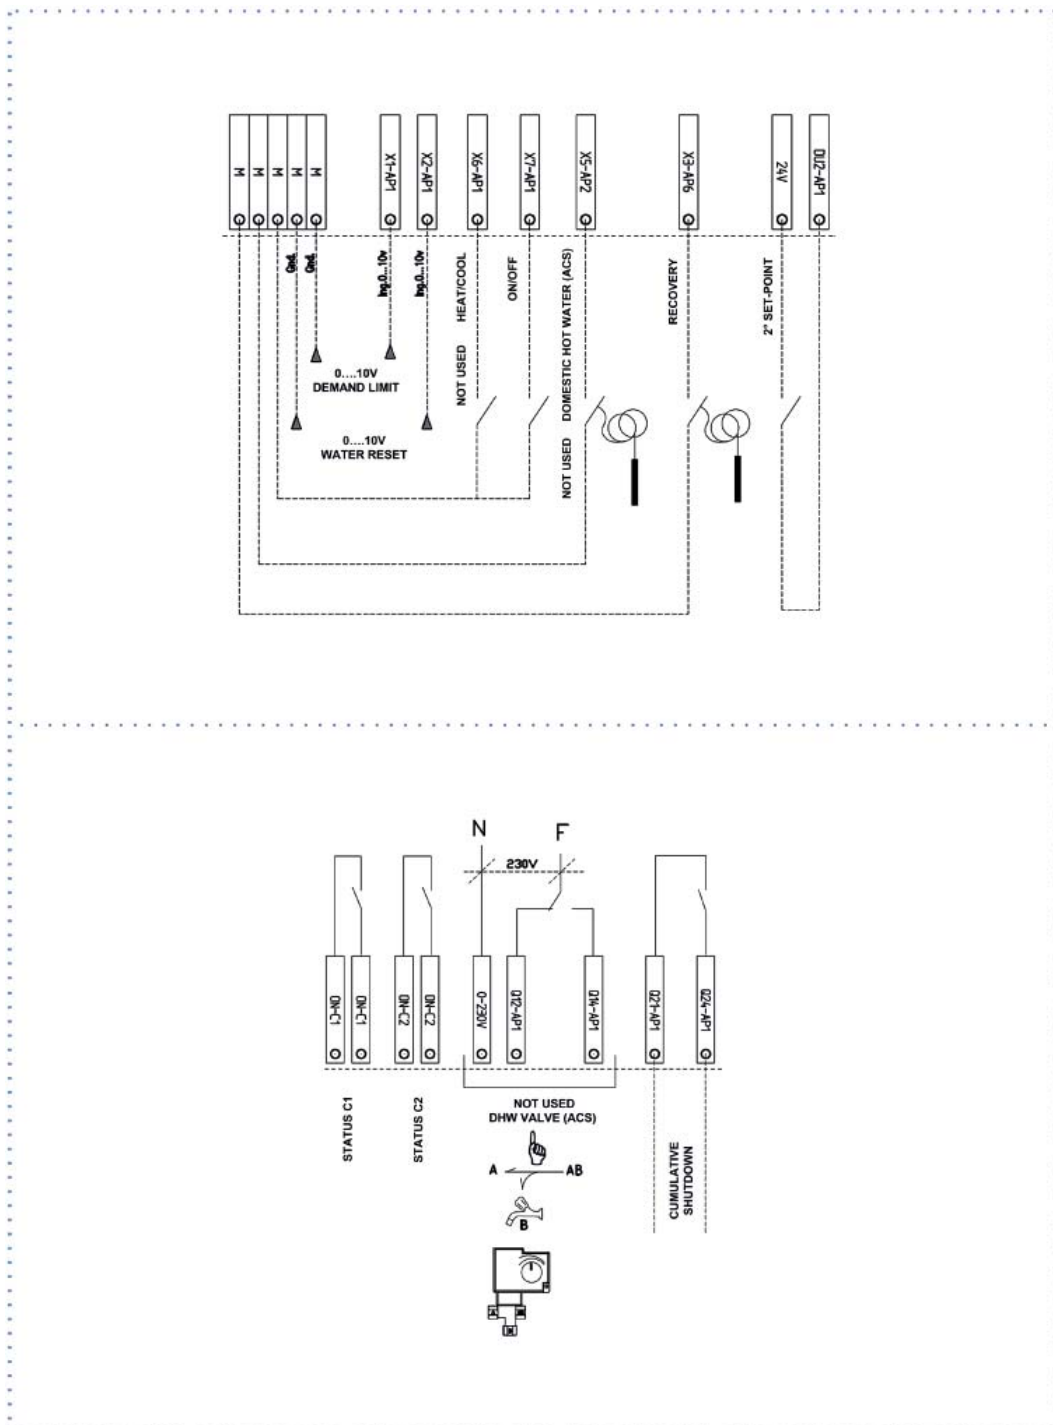 M
M
M
M
M
X1-AP1
X2-AP1
X6-AP1
X7-AP1
X5-AP2
X3-AP6
24V
DU2-AP1
Gnd.
Gnd.
Ing.0...10v
Ing.0...10v
NOT USED HEAT/COOL
ON/OFF
NOT USED DOMESTIC HOT WATER (ACS)
RECOVERY
2° SET-POINT
0....10V
DEMAND LIMIT
0....10V
WATER RESET
N
F
230V
ON-C1
ON-C1
ON-C2
ON-C2
0-230V
Q12-AP1
Q14-AP1
Q21-AP1
Q24-AP1
STATUS C1
STATUS C2
NOT USED
DHW VALVE (ACS)
A
AB
B
CUMULATIVE
SHUTDOWN